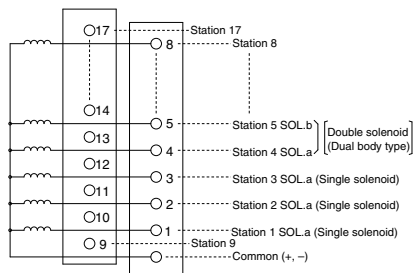 17 Station 17
8 Station 8
14
5 Station 5 SOL.b
13
Double solenoid
(Dual body type)
4 Station 4 SOL.a
12
3 Station 3 SOL.a (Single solenoid)
11
2 Station 2 SOL.a (Single solenoid)
10
1 Station 1 SOL.a (Single solenoid)
9 Station 9
Common (+, –)